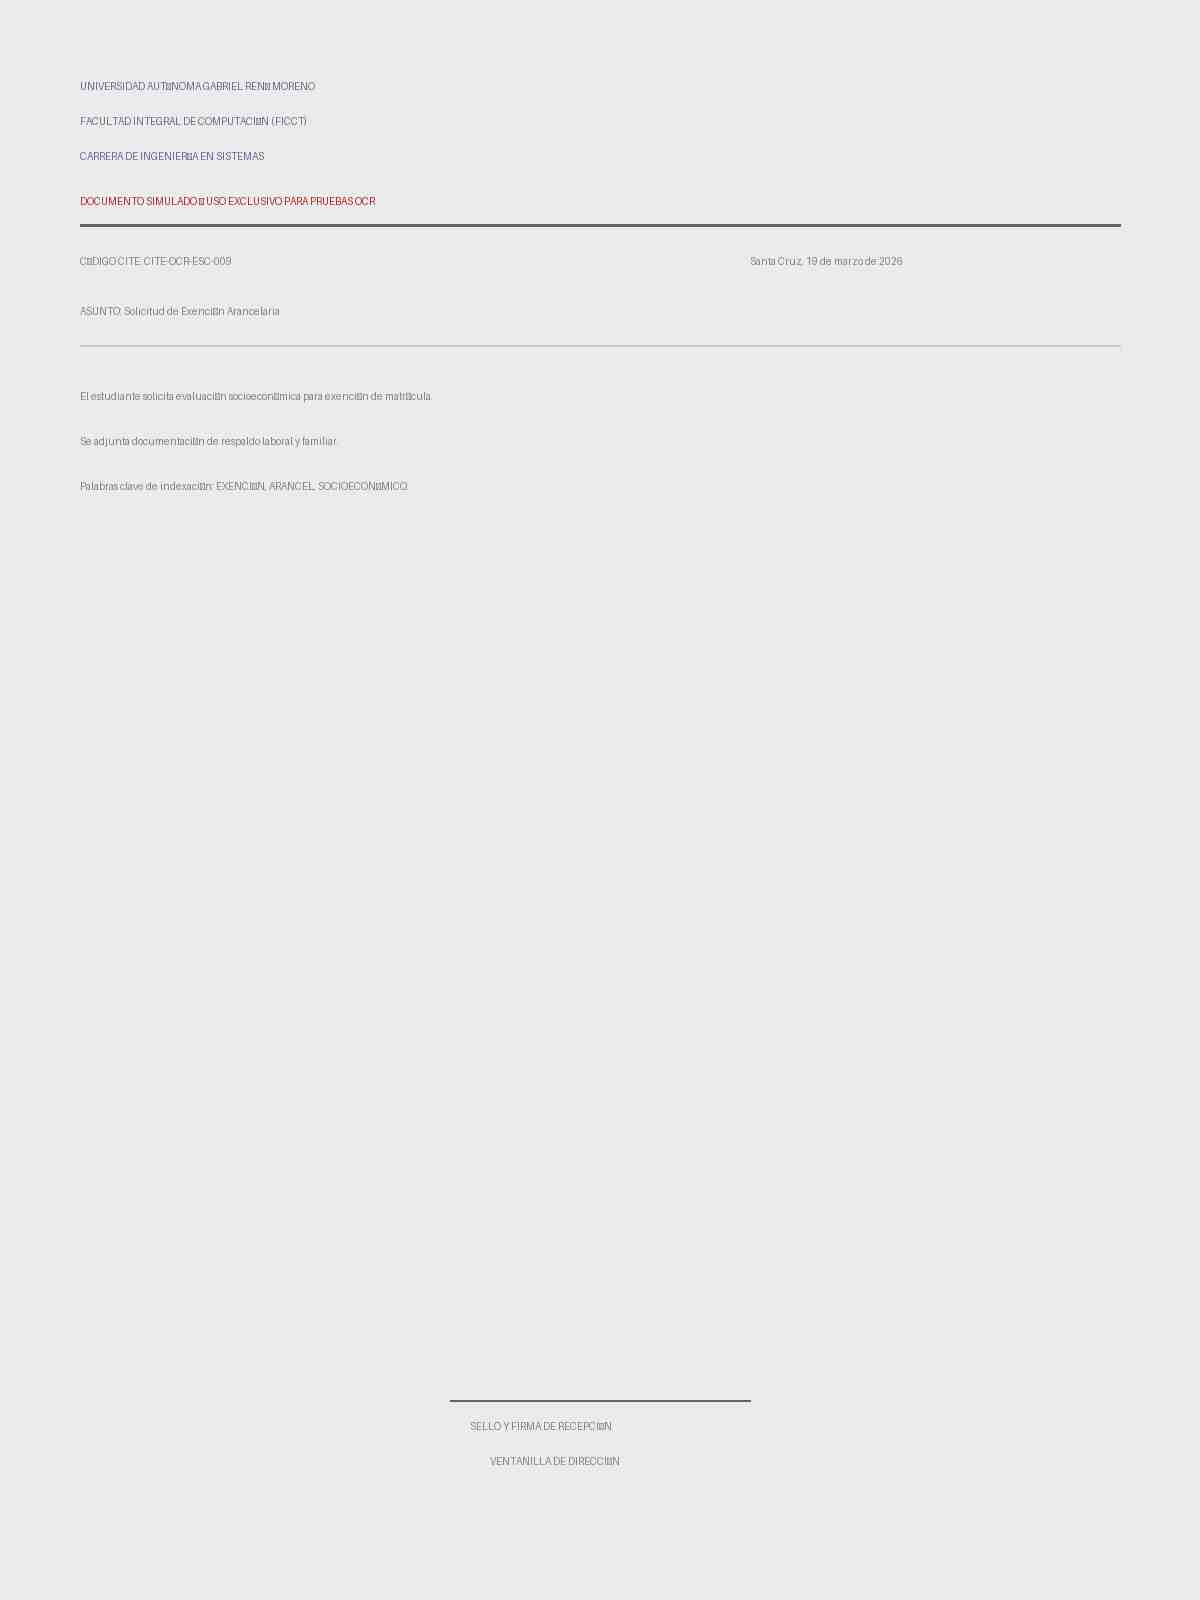 UNIVERSIDAD AUT□NOMA GABRIEL REN□ MORENO
FACULTAD INTEGRAL DE COMPUTACI□N (FICCT)
CARRERA DE INGENIER□A EN SISTEMAS
DOCUMENTO SIMULADO □ USO EXCLUSIVO PARA PRUEBAS OCR
C□DIGO CITE: CITE-OCR-ESC-009 Santa Cruz, 19 de marzo de 2026
ASUNTO: Solicitud de Exenci□n Arancelaria
El estudiante solicita evaluaci□n socioecon□mica para exenci□n de matr□cula.
Se adjunta documentaci□n de respaldo laboral y familiar.
Palabras clave de indexaci□n: EXENCI□N, ARANCEL, SOCIOECON□MICO.
SELLO Y FIRMA DE RECEPCI□N
VENTANILLA DE DIRECCI□N